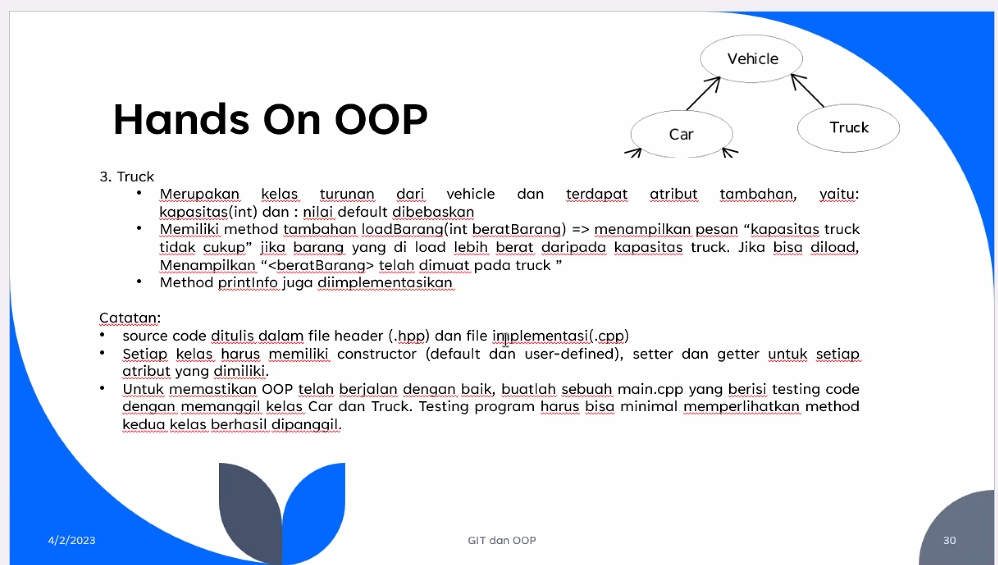 Vehicle
Hands On OOP
Car
Truck
3. Truck
• Merupakan kelas turunan dari vehicle dan terdapat atribut tambahan, yaitu:
kapasitas(int) dan : nilai default dibebaskan
• Memiliki method tambahan loadBarang(int beratBarang) => menampilkan pesan “kapasitas truck
tidak cukup” jika barang yang di load lebih berat daripada kapasitas truck. Jika bisa diload,
Menampilkan “<beratBarang> telah dimuat pada truck ”
• Method printInfo juga diimplementasikan
Catatan:
• source code ditulis dalam file header (.hpp) dan file implementasi(.cpp)
• Setiap kelas harus memiliki constructor (default dan user-defined), setter dan getter untuk setiap
atribut yang dimiliki.
• Untuk memastikan OOP telah berjalan dengan baik, buatlah sebuah main.cpp yang berisi testing code
dengan memanggil kelas Car dan Truck. Testing program harus bisa minimal memperlihatkan method
kedua kelas berhasil dipanggil.
4/2/2023
GIT dan OOP
30